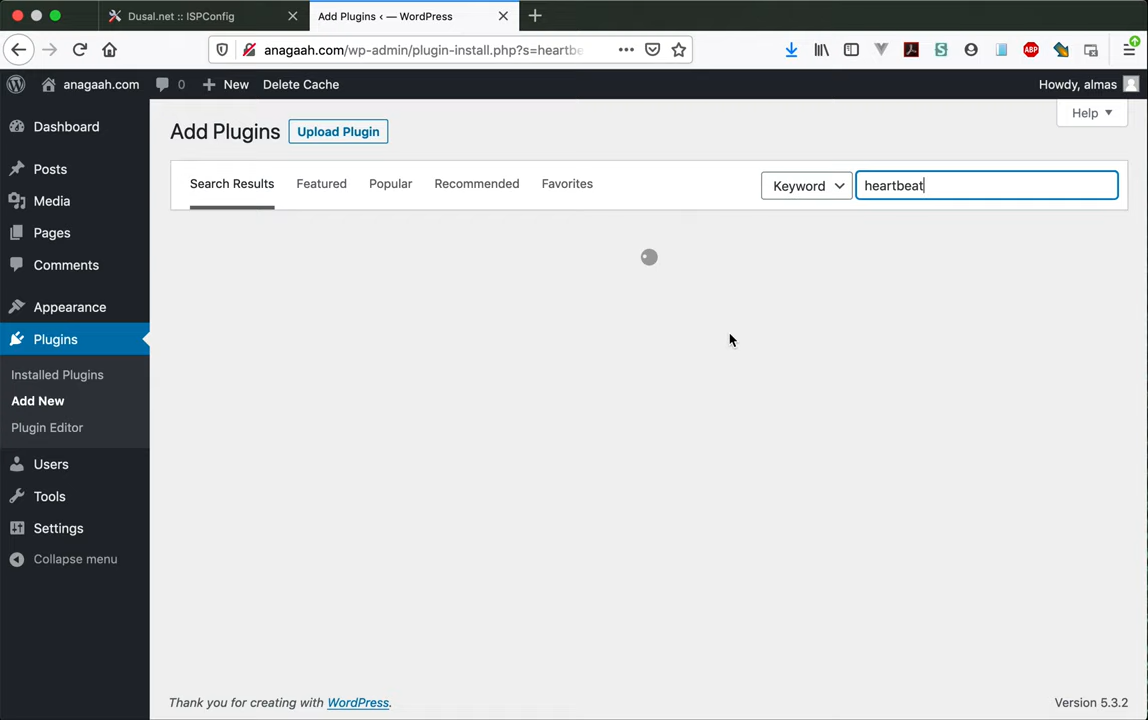 Dusal.net :: ISPConfig
Add Plugins ‹ — WordPress
anagaah.com/wp-admin/plugin-install.php?s=heartbe
ABP
anagaah.com 0 New Delete Cache Howdy, almas
Help
Dashboard
Posts
Media
Pages
Comments
Appearance
Plugins
Installed Plugins
Add New
Plugin Editor
Users
Tools
Settings
Collapse menu
Add Plugins Upload Plugin
Search Results Featured Popular Recommended Favorites Keyword heartbeat
Thank you for creating with WordPress. Version 5.3.2